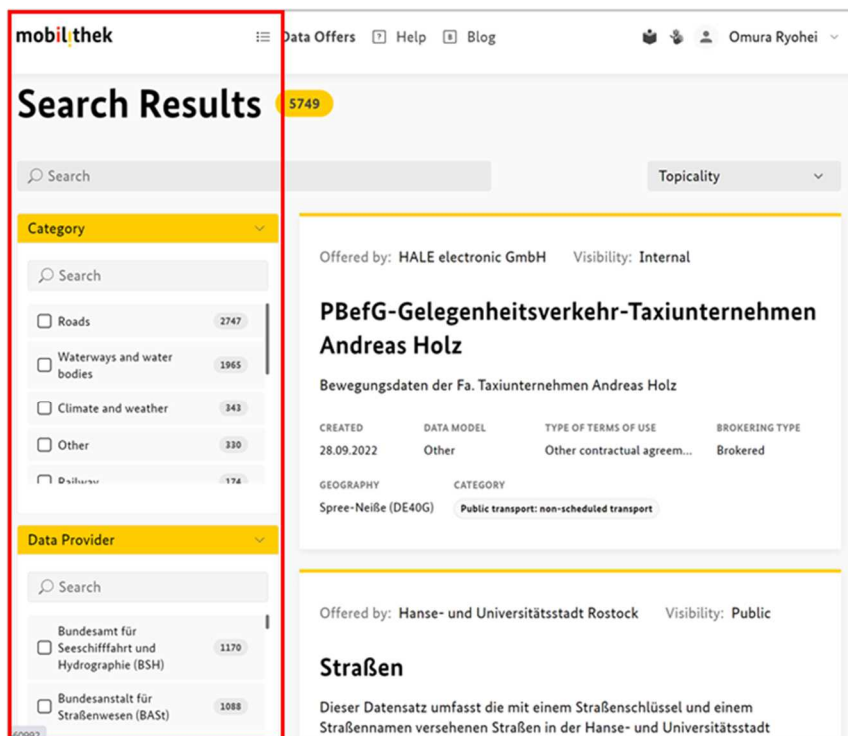 mobilithek
Data Offers
Help
Blog
Omura Ryohei
Search Results
5749
Search
Topicality
Category
Search
Roads 2747
Waterways and water
bodies
1965
Climate and weather 343
Other 330
Railway 174
Data Provider
Search
Bundesamt für
Seeschifffahrt und
Hydrographie (BSH)
1170
Bundesanstalt für
Straßenwesen (BASt)
1088
60992
Offered by: HALE electronic GmbH Visibility: Internal
PBefG-Gelegenheitsverkehr-Taxiunternehmen
Andreas Holz
Bewegungsdaten der Fa. Taxiunternehmen Andreas Holz
CREATED DATA MODEL TYPE OF TERMS OF USE BROKERING TYPE
28.09.2022 Other Other contractual agreem... Brokered
GEOGRAPHY CATEGORY
Spree-Neiße (DE40G) Public transport: non-scheduled transport
Offered by: Hanse- und Universitätsstadt Rostock Visibility: Public
Straßen
Dieser Datensatz umfasst die mit einem Straßenschlüssel und einem
Straßennamen versehenen Straßen in der Hanse- und Universitätsstadt